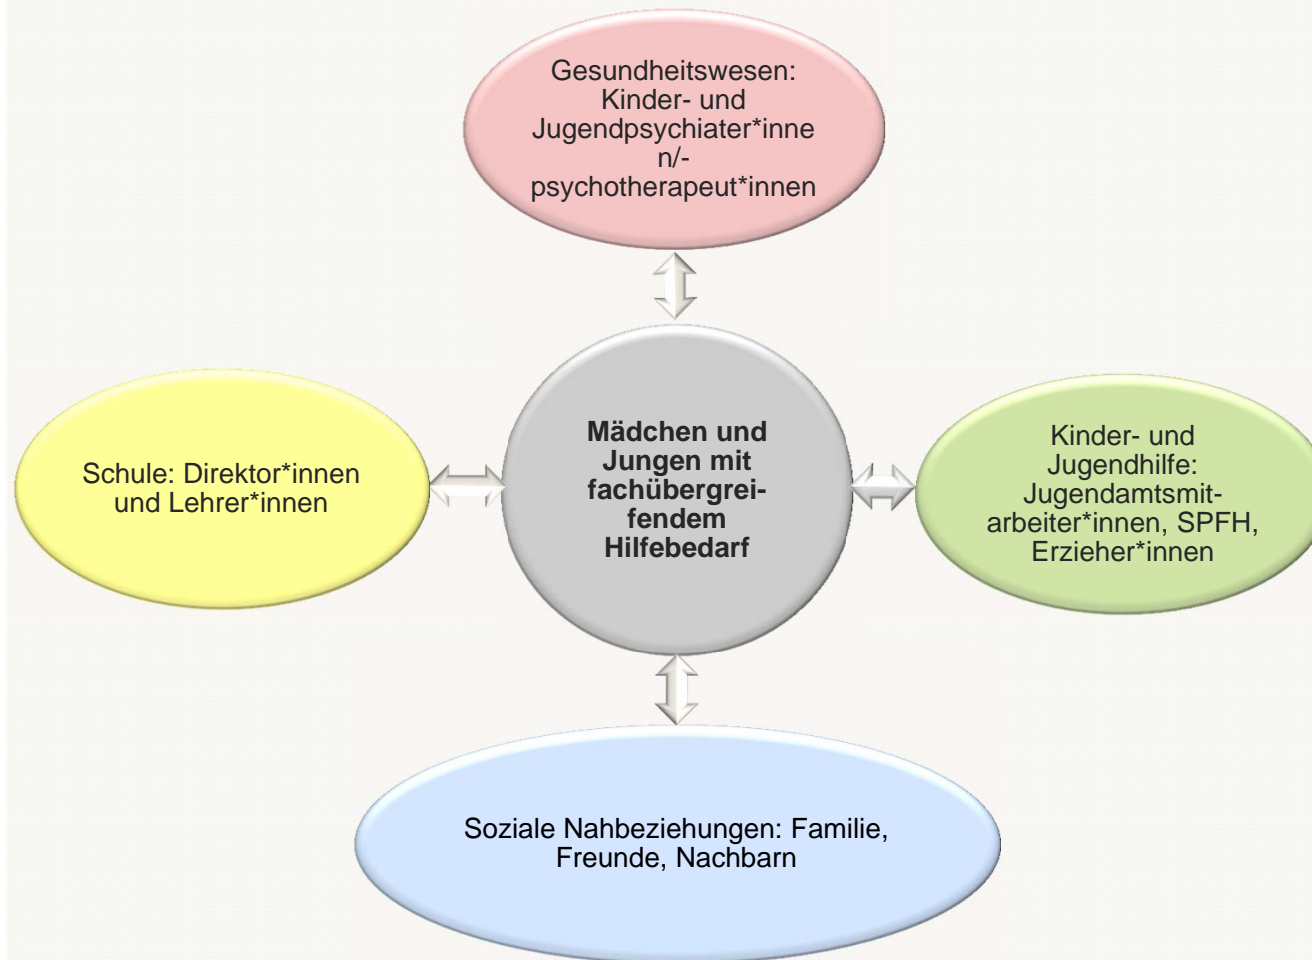 Gesundheitswesen:
Kinder- und
Jugendpsychiater*inne
n/-
psychotherapeut*innen
Schule: Direktor*innen
und Lehrer*innen
Mädchen und
Jungen mit
fachübergrei-
fendem
Hilfebedarf
Kinder- und
Jugendhilfe:
Jugendamtsmit-
arbeiter*innen, SPFH,
Erzieher*innen
Soziale Nahbeziehungen: Familie,
Freunde, Nachbarn